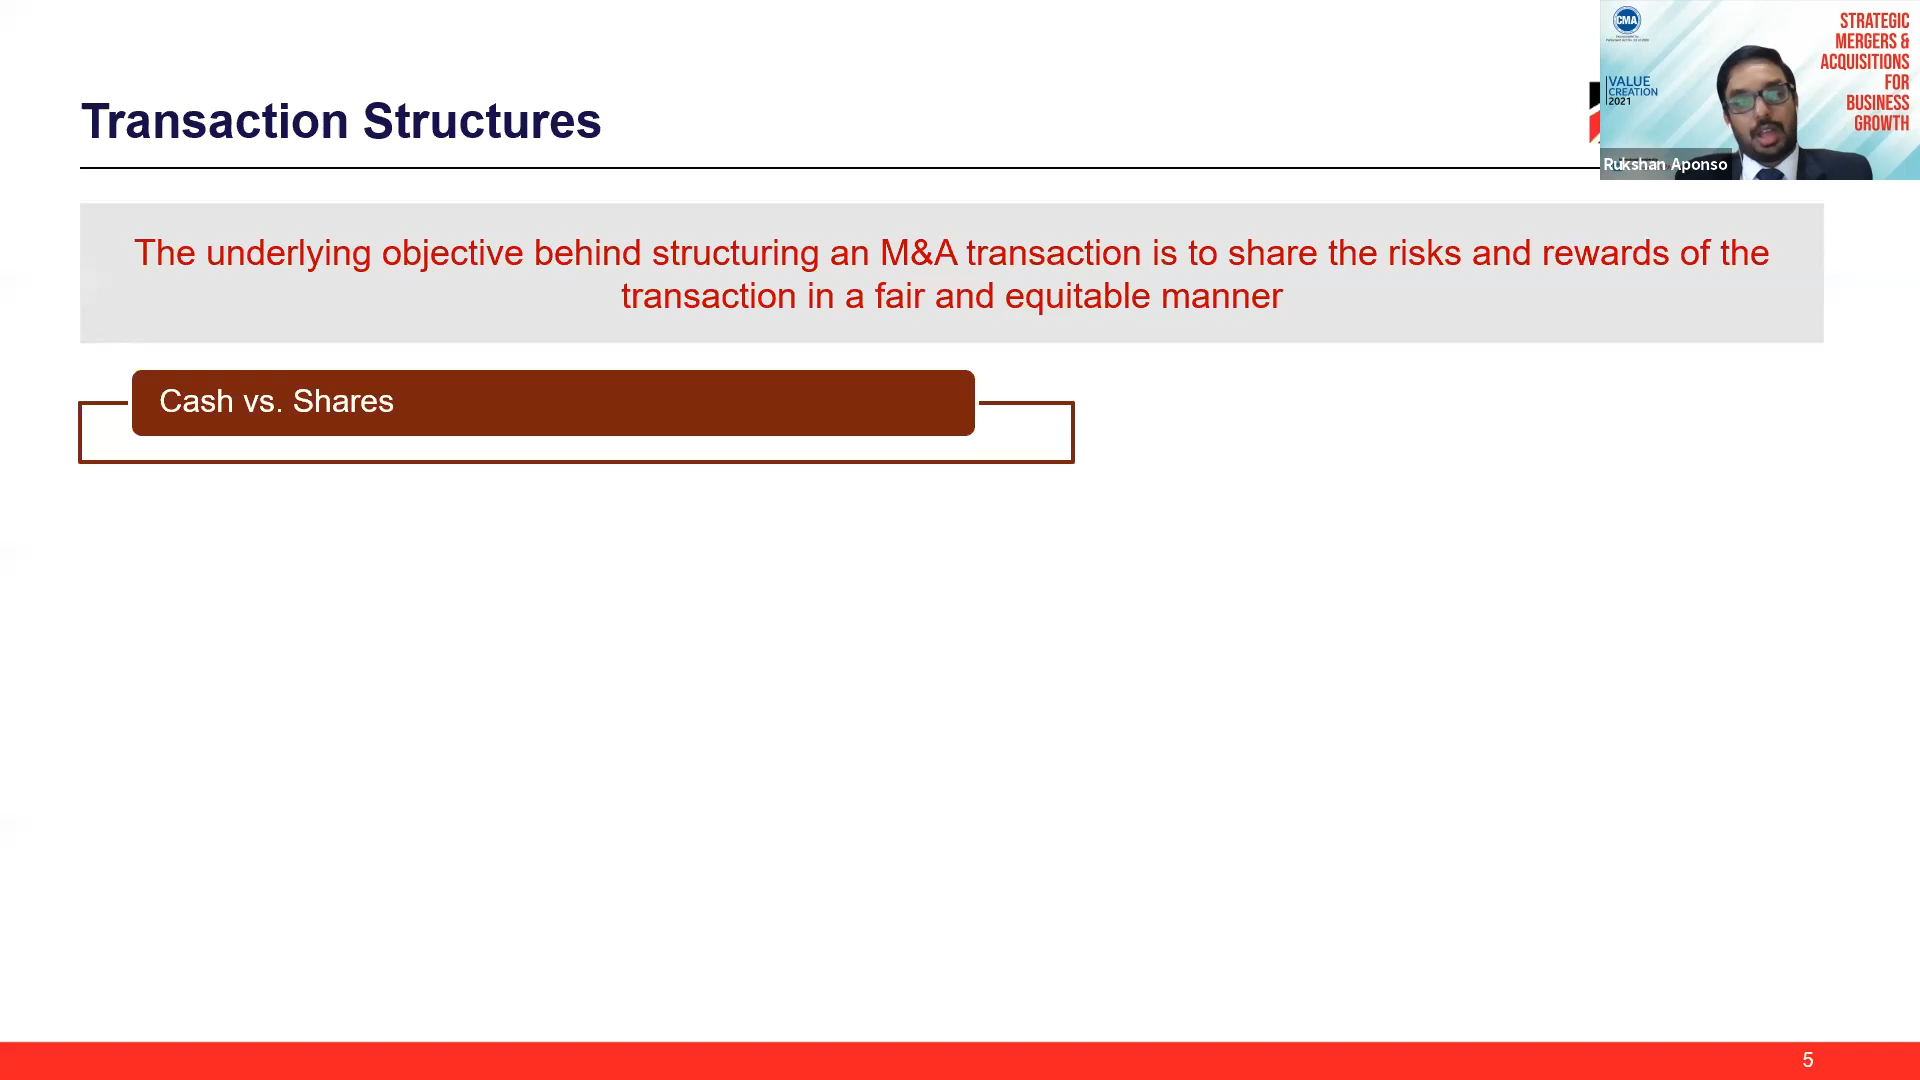 Transaction Structures
CMA
VALUE
CREATION
2021
STRATEGIC
MERGERS &
ACQUISITIONS
FOR
BUSINESS
GROWTH
Rukshan Aponso
The underlying objective behind structuring an M&A transaction is to share the risks and rewards of the
transaction in a fair and equitable manner
Cash vs. Shares
5